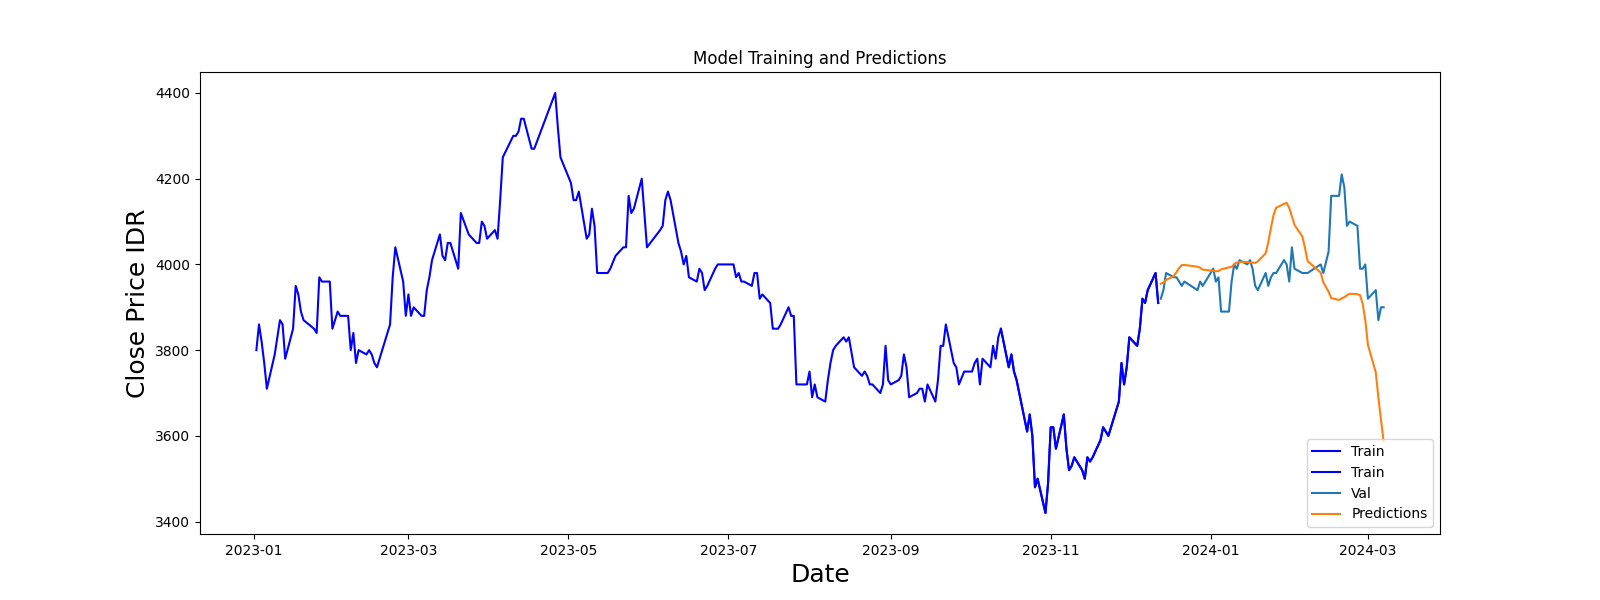 Model Training and Predictions
Close Price IDR
4400
4200
4000
3800
3600
3400
2023-01 2023-03 2023-05 2023-07 2023-09 2023-11 2024-01 2024-03
Date
Train
Train
Val
Predictions